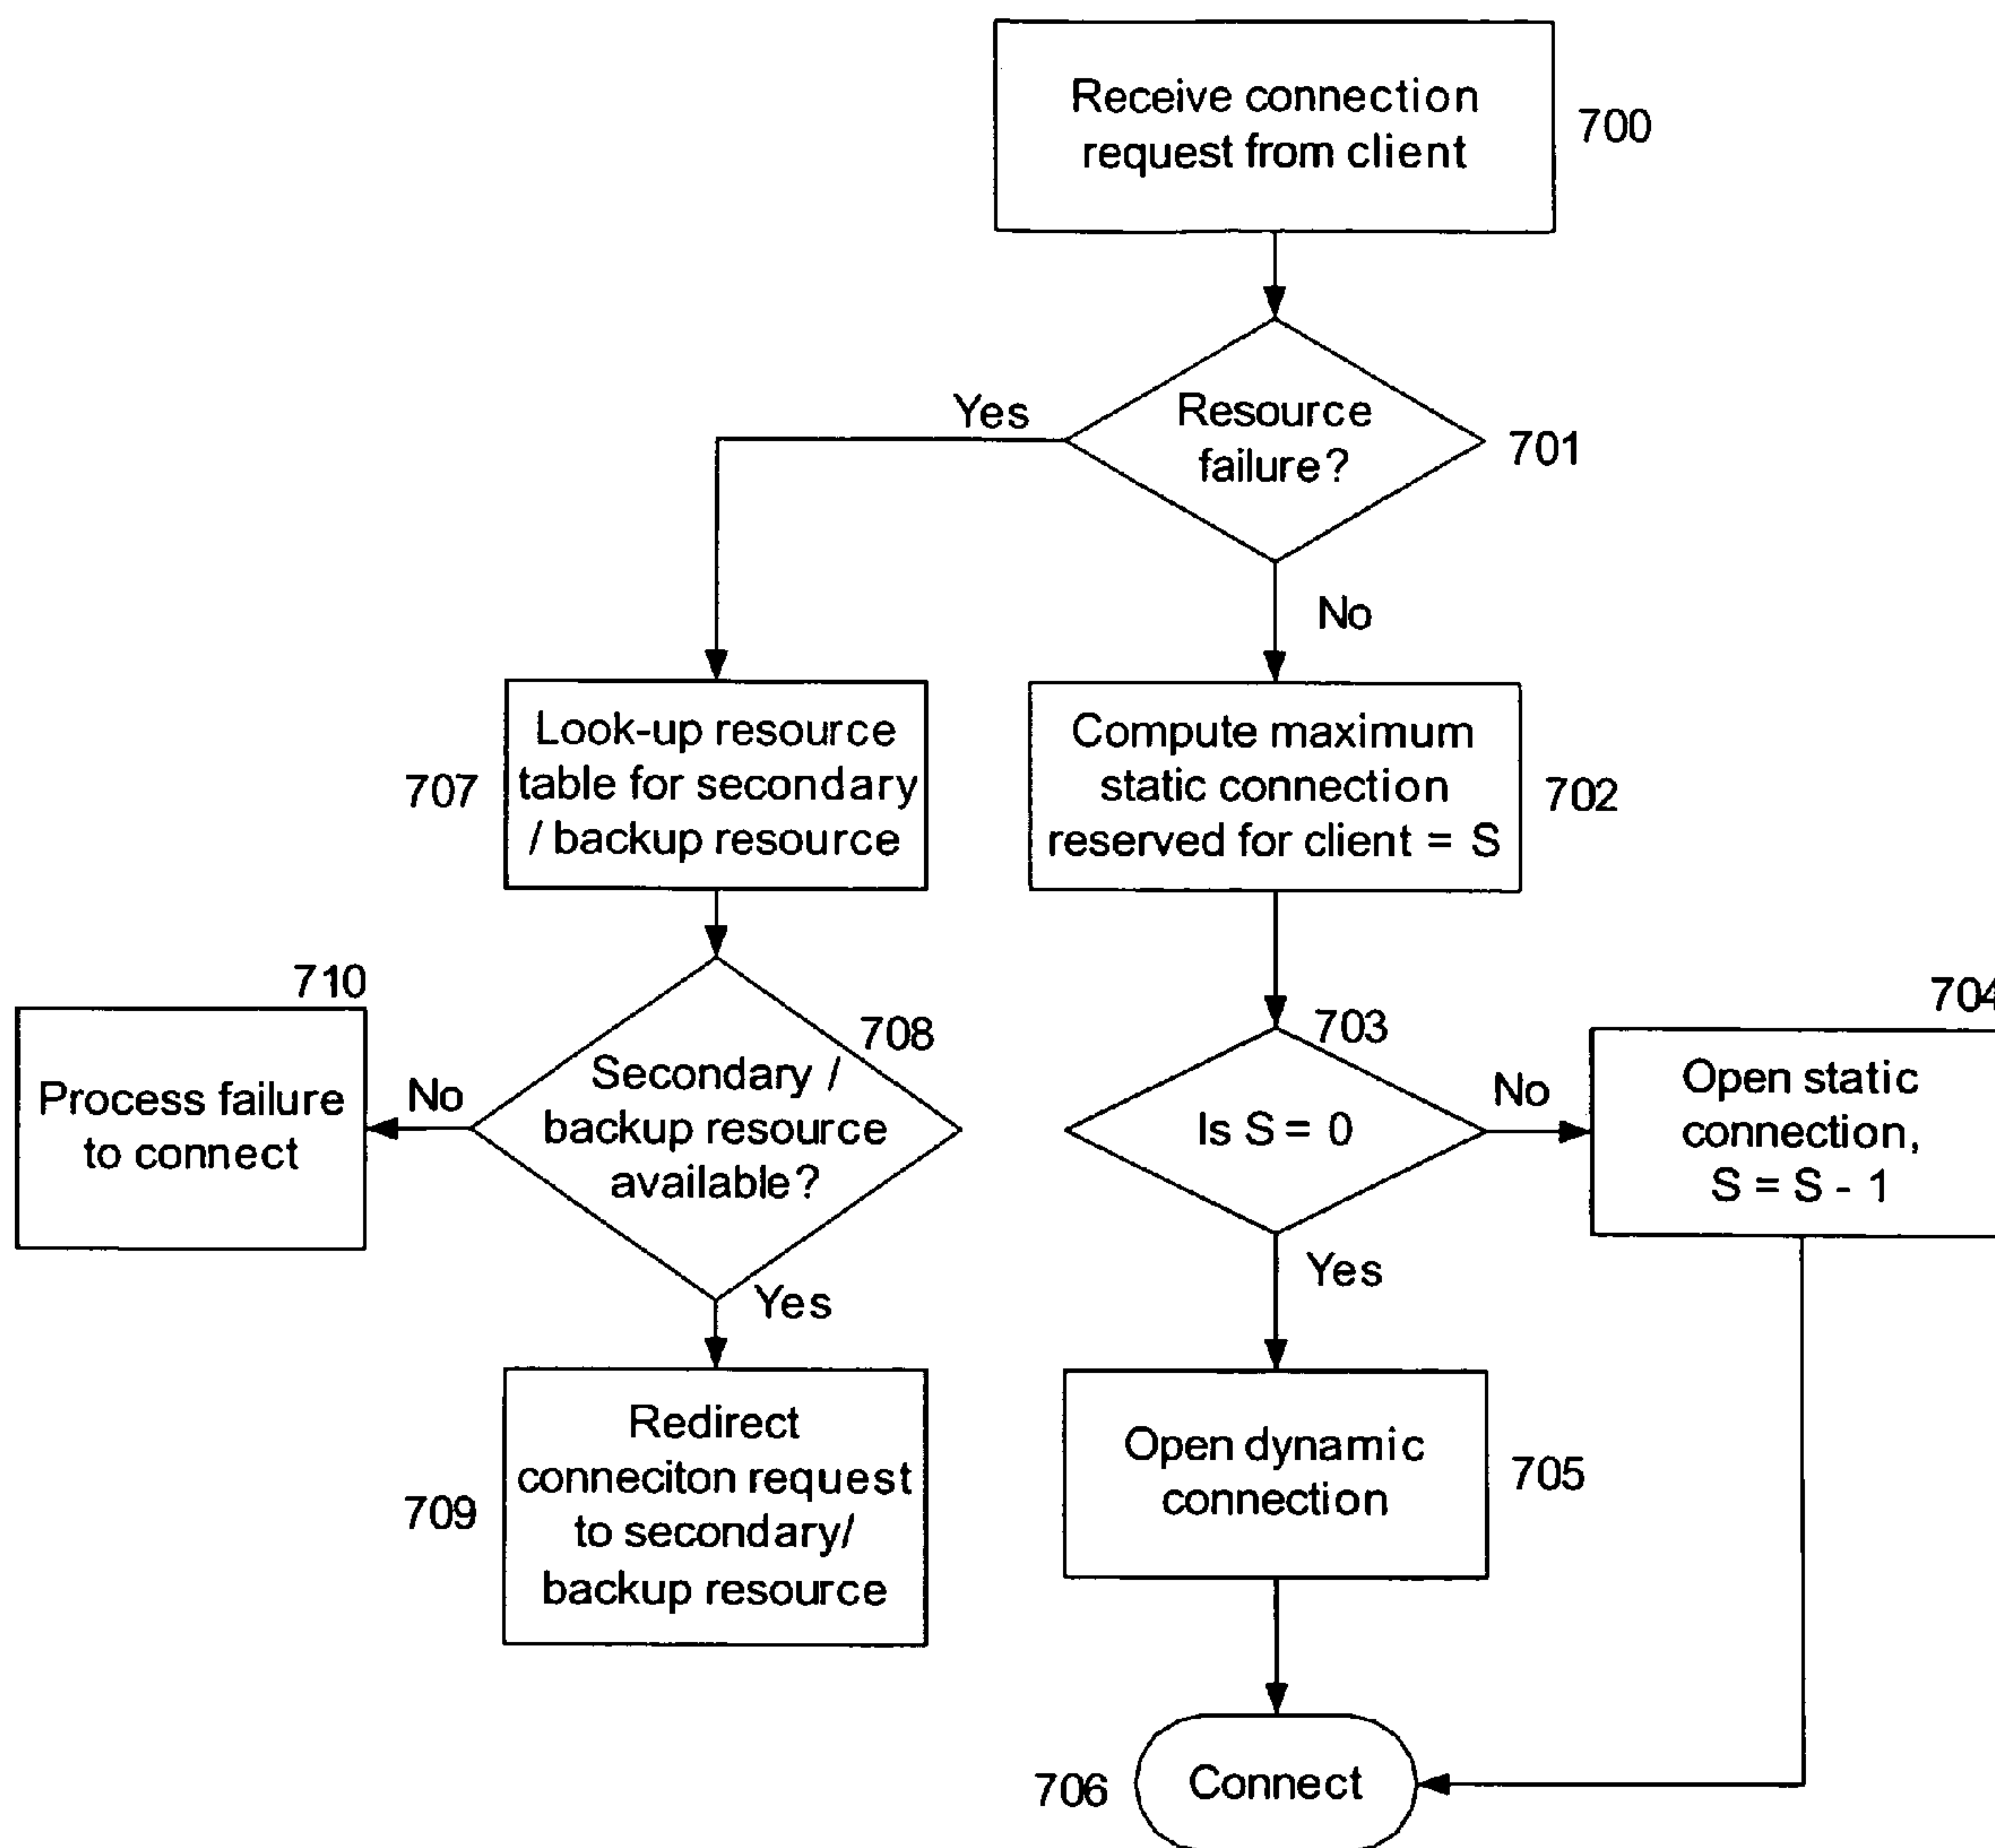 Receive connection
request from client
700
Resource
failure?
701
Yes
No
Look-up resource
table for secondary
/ backup resource
707
Compute maximum
static connection
reserved for client = S
702
710
Process failure
to connect
No
708
Secondary /
backup resource
available?
Yes
703
Is S = 0
No
Yes
704
Open static
connection,
S = S - 1
Redirect
conneciton request
to secondary/
backup resource
709
Open dynamic
connection
705
706
Connect